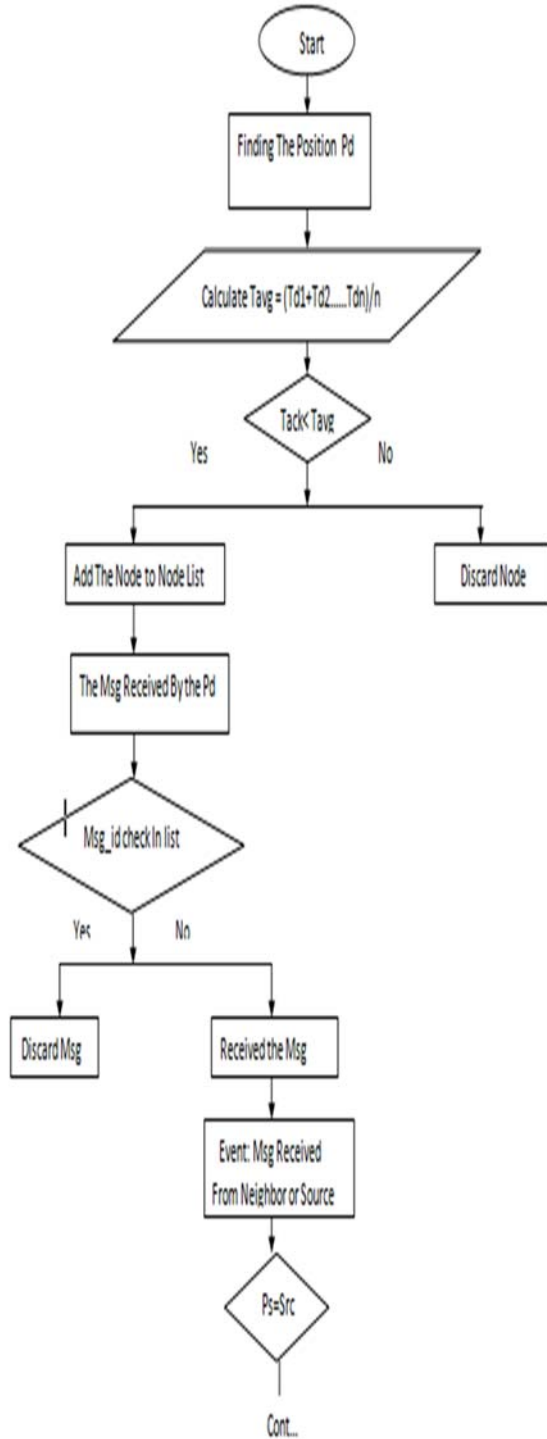 Start
Finding The Position Pd
Calculate Tavg = (Td1+Td2......Tdn)/n
Tack< Tavg
Yes
No
Add The Node to Node List
Discard Node
The Msg Received By the Pd
Msg_id check In list
Yes
No
Discard Msg
Received the Msg
Event: Msg Received
From Neighbor or Source
Ps=Src
Cont...